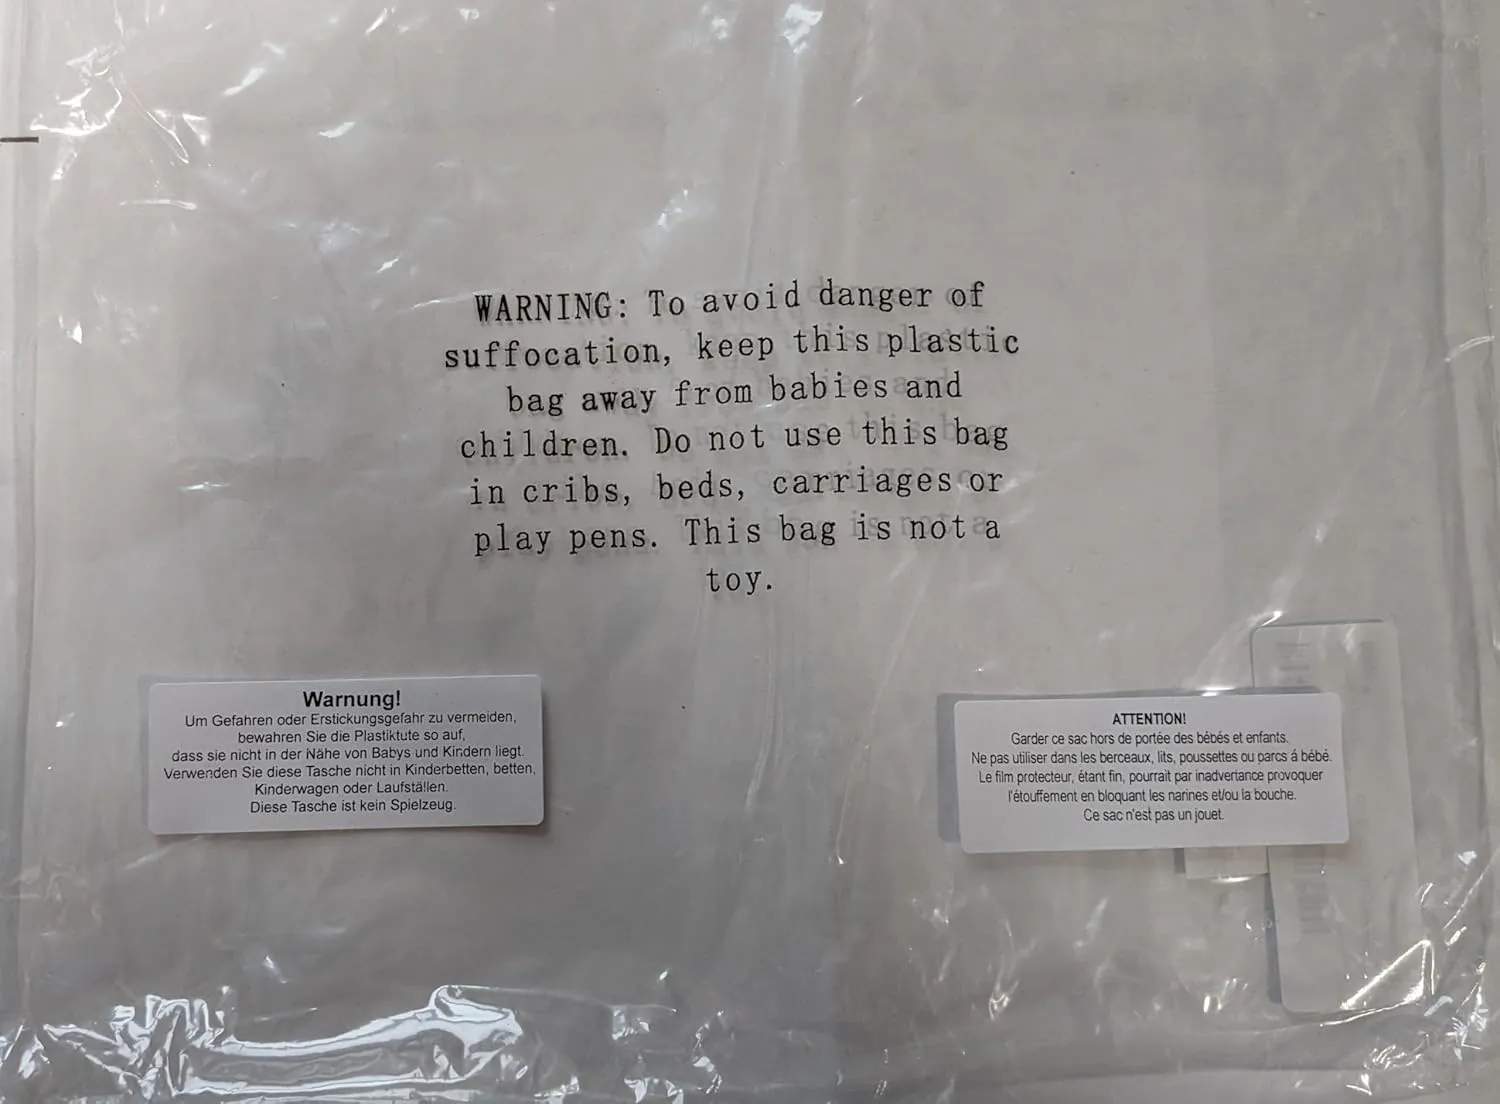 WARNING: To avoid danger of
suffocation, keep this plastic
bag away from babies and
children. Do not use this bag
in cribs, beds, carriages or
play pens. This bag is not a
toy.
Warnung!
Um Gefahren oder Erstickungsgefahr zu vermeiden,
bewahren Sie die Plastiktute so auf,
dass sie nicht in der Nähe von Babys und Kindern liegt.
Verwenden Sie diese Tasche nicht in Kinderbetten, betten,
Kinderwagen oder Laufställen.
Diese Tasche ist kein Spielzeug.
ATTENTION!
Garder ce sac hors de portée des bébés et enfants.
Ne pas utiliser dans les berceaux, lits, poussettes ou parcs á bébé.
Le film protecteur, étant fin, pourrait par inadvertance provoquer
l'étouffement en bloquant les narines et/ou la bouche.
Ce sac n'est pas un jouet.